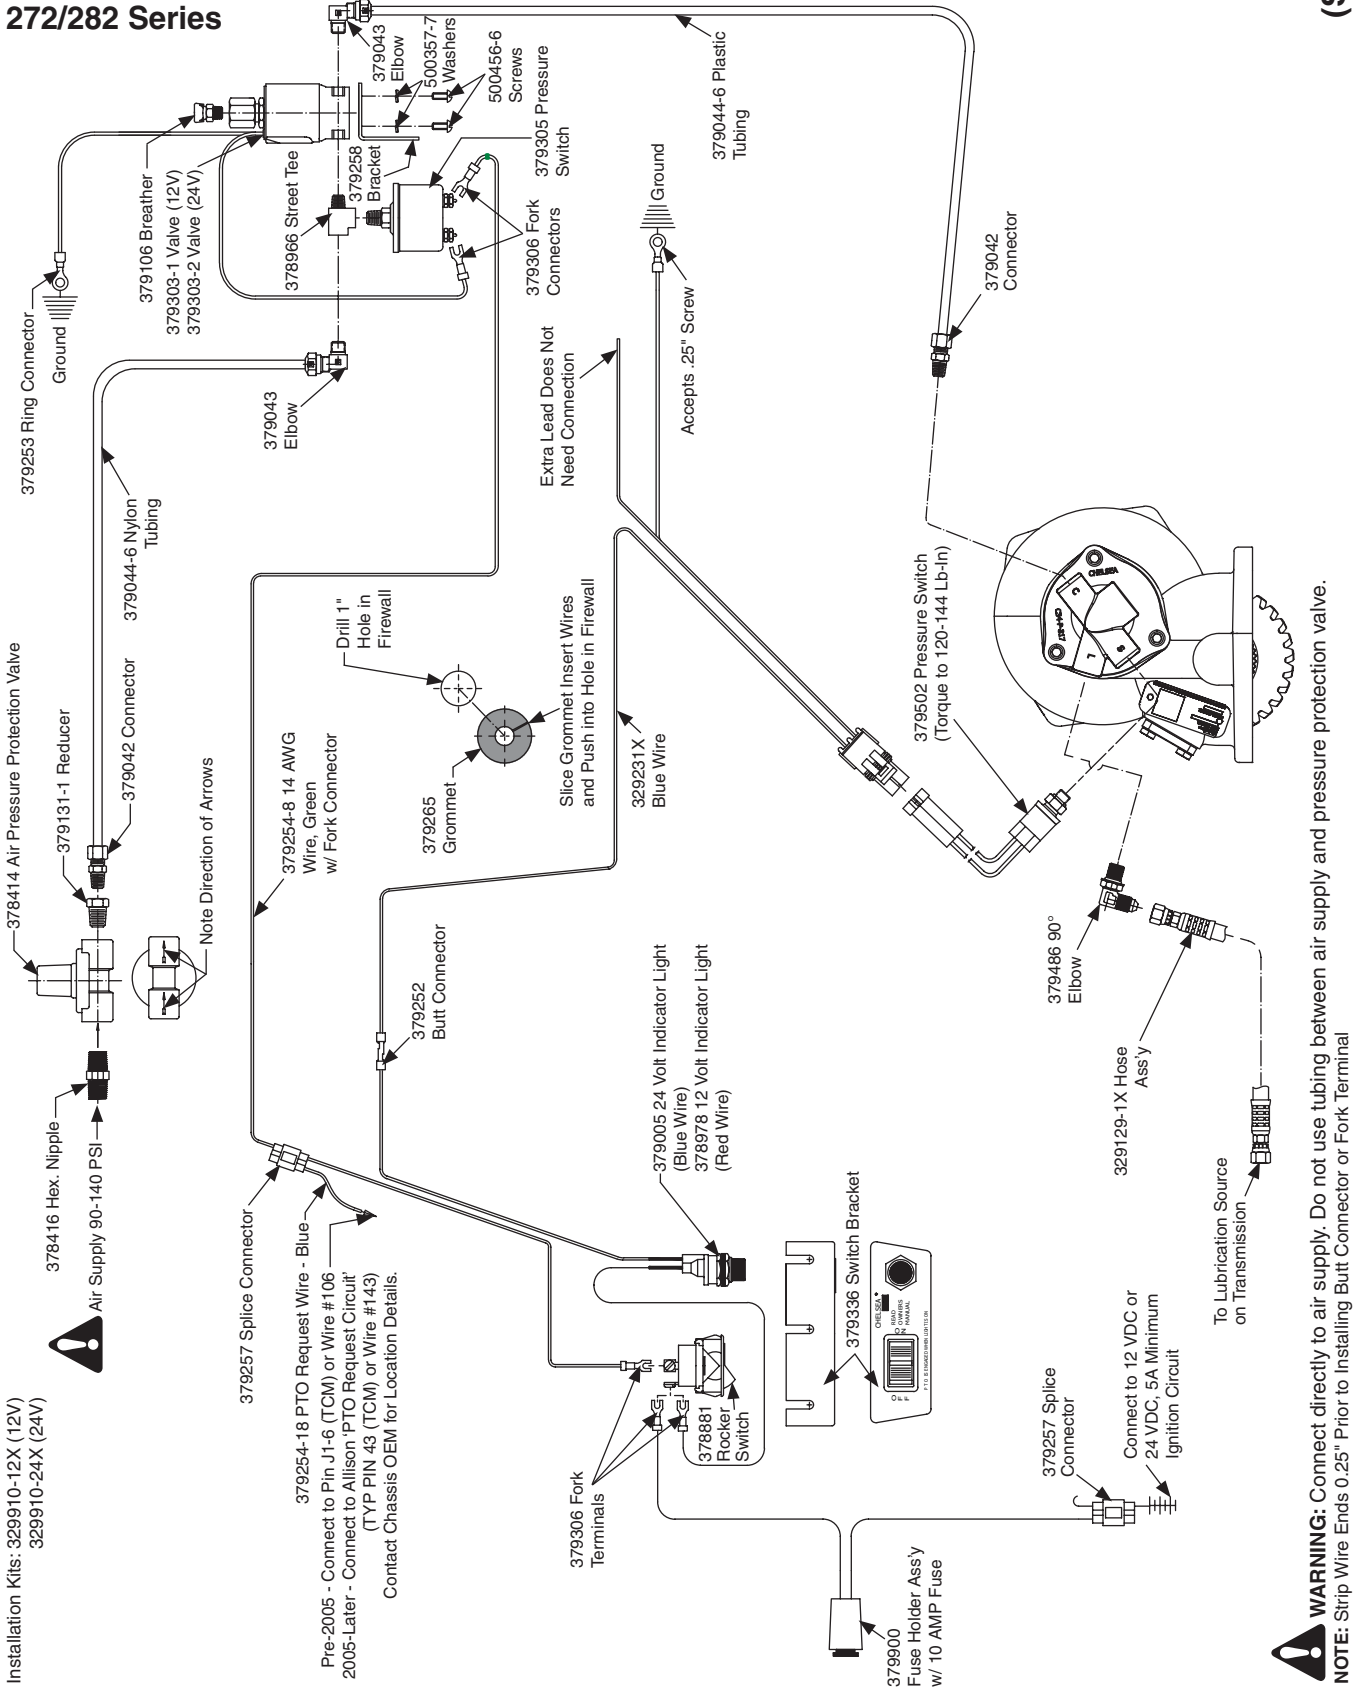 272/282 Series
(S
Installation Kits: 329910-12X (12V)
329910-24X (24V)
378416 Hex. Nipple
Air Supply 90-140 PSI
378414 Air Pressure Protection Valve
379131-1 Reducer
379042 Connector
Note Direction of Arrows
379044-6 Nylon
Tubing
379253 Ring Connector
Ground
379106 Breather
379303-1 Valve (12V)
379303-2 Valve (24V)
379043
Elbow
378966 Street Tee
379043
Elbow
500357-7
Washers
500456-6
Screws
379258
Bracket
379305 Pressure
Switch
379306 Fork
Connectors
379044-6 Plastic
Tubing
Ground
Accepts .25" Screw
Extra Lead Does Not
Need Connection
379042
Connector
379254-8 14 AWG
Wire, Green
w/ Fork Connector
Drill 1"
Hole in
Firewall
379265
Grommet
Slice Grommet Insert Wires
and Push into Hole in Firewall
329231X
Blue Wire
379252
Butt Connector
379257 Splice Connector
379254-18 PTO Request Wire - Blue
Pre-2005 - Connect to Pin J1-6 (TCM) or Wire #106
2005-Later - Connect to Allison 'PTO Request Circuit'
(TYP PIN 43 (TCM) or Wire #143)
Contact Chassis OEM for Location Details.
379005 24 Volt Indicator Light
(Blue Wire)
378978 12 Volt Indicator Light
(Red Wire)
379336 Switch Bracket
CHELSEA
READ
OWNERS
MANUAL
ON
OFF
PTO IS ENGAGED WHEN LIGHT IS ON
378881
Rocker
Switch
379306 Fork
Terminals
379900
Fuse Holder Ass'y
w/ 10 AMP Fuse
379257 Splice
Connector
Connect to 12 VDC or
24 VDC, 5A Minimum
Ignition Circuit
379502 Pressure Switch
(Torque to 120-144 Lb-In)
CHELSEA
C
L
S
379486 90°
Elbow
329129-1X Hose
Ass'y
To Lubrication Source
on Transmission
WARNING: Connect directly to air supply. Do not use tubing between air supply and pressure protection valve.
NOTE: Strip Wire Ends 0.25" Prior to Installing Butt Connector or Fork Terminal